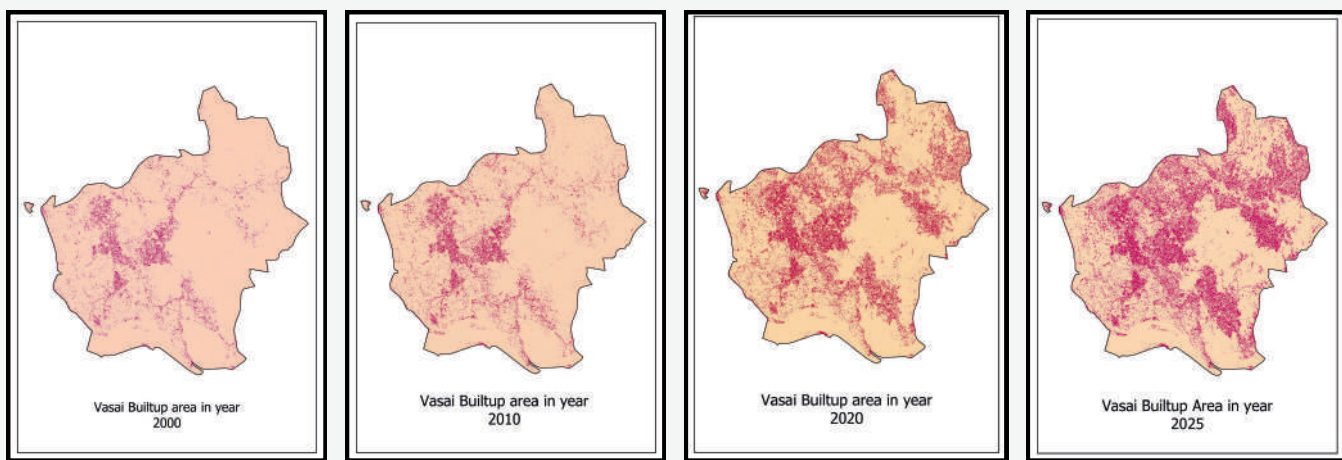 Vasai Builtup area in year
2000
Vasai Builtup area in year
2010
Vasai Builtup area in year
2020
Vasai Builtup Area in year
2025